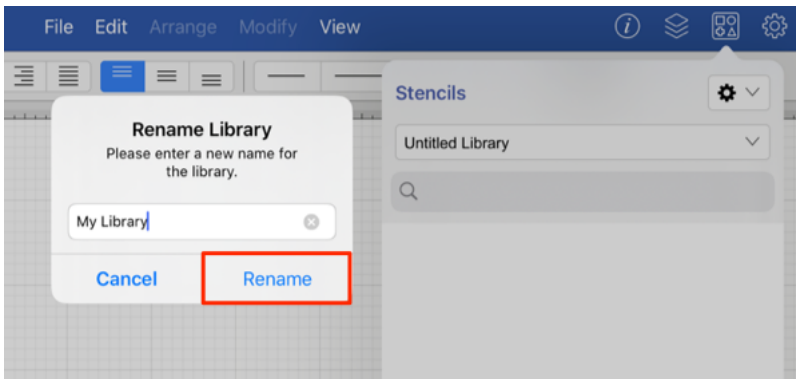 File Edit Arrange Modify View
Stencils
Untitled Library
Rename Library
Please enter a new name for
the library.
My Library
Cancel Rename